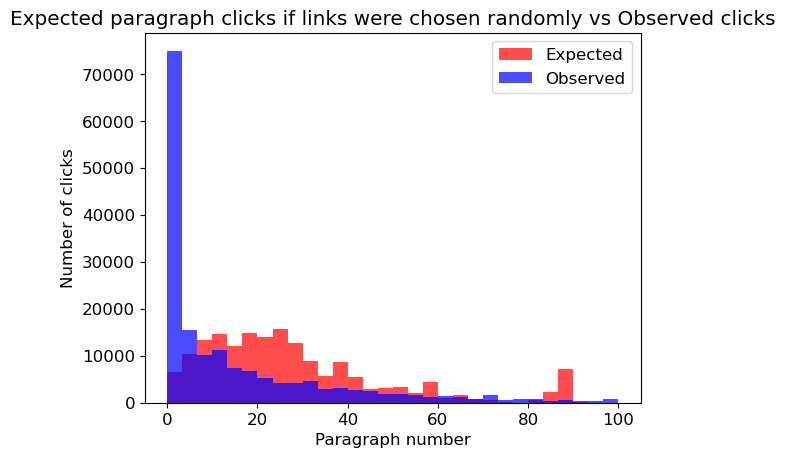 Expected paragraph clicks if links were chosen randomly vs Observed clicks
Expected
Observed
Number of clicks
70000
60000
50000
40000
30000
20000
10000
0
0 20 40 60 80 100
Paragraph number